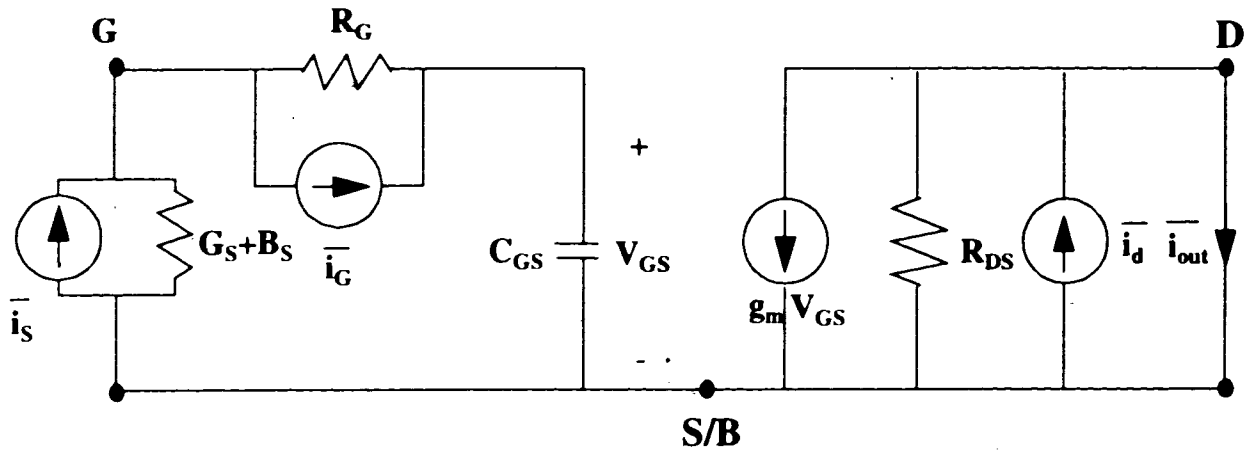 G
R_G
D
+
i_S
G_S+B_S
i_G
C_GS
V_GS
g_m V_GS
R_DS
i_d
i_out
-
S/B